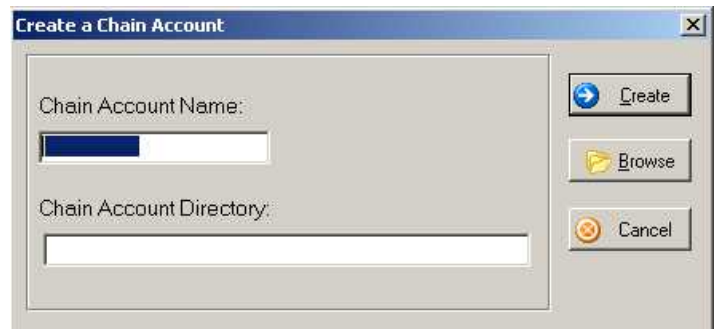 Create a Chain Account
Chain Account Name:
Create
Browse
Chain Account Directory:
Cancel